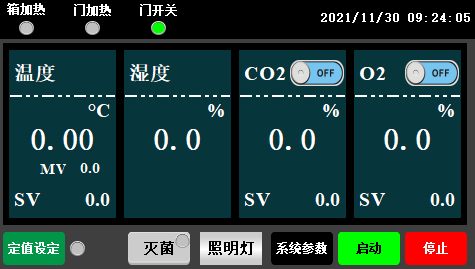 箱加热 门加热 门开关 2021/11/30 09:24:05
温度 湿度 CO2 OFF O2 OFF
°C % % %
0.00 0.0 0.0 0.0
MV 0.0
SV 0.0 SV 0.0 SV 0.0
定值设定 灭菌 照明灯 系统参数 启动 停止